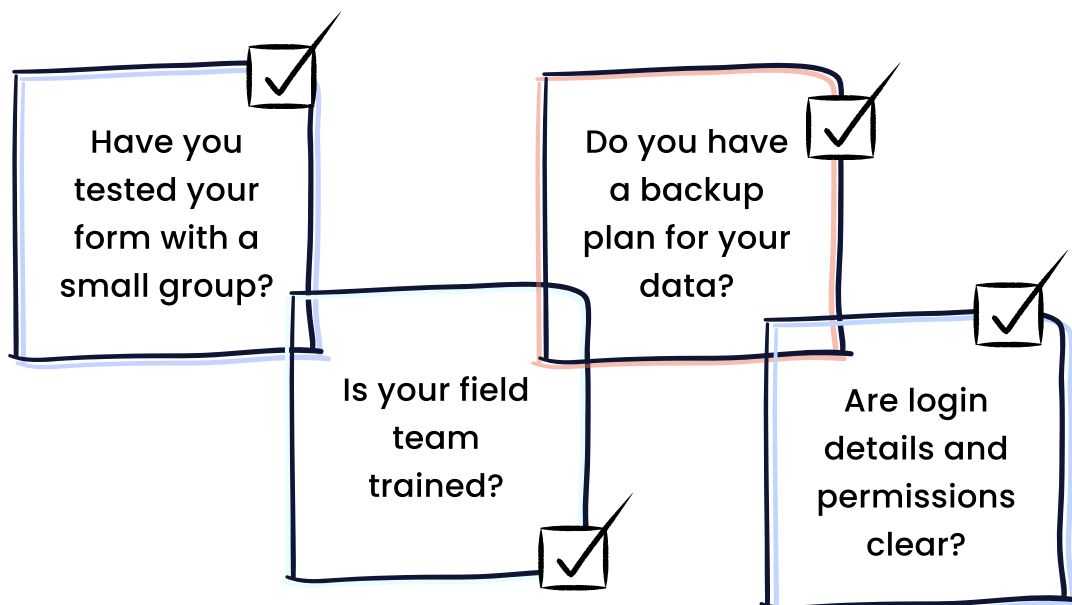 Have you
tested your
form with a
small group?
Is your field
team
trained?
Do you have
a backup
plan for your
data?
Are login
details and
permissions
clear?